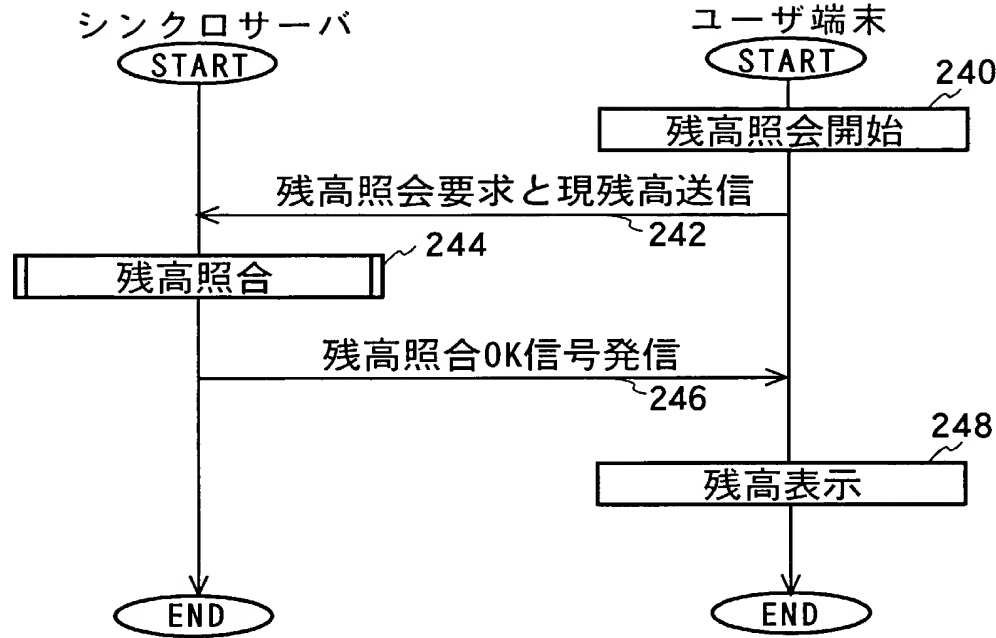 シンクロサーバ
ユーザ端末
START
START
240
残高照会開始
残高照会要求と現残高送信
242
244
残高照合
残高照合OK信号発信
246
248
残高表示
END
END